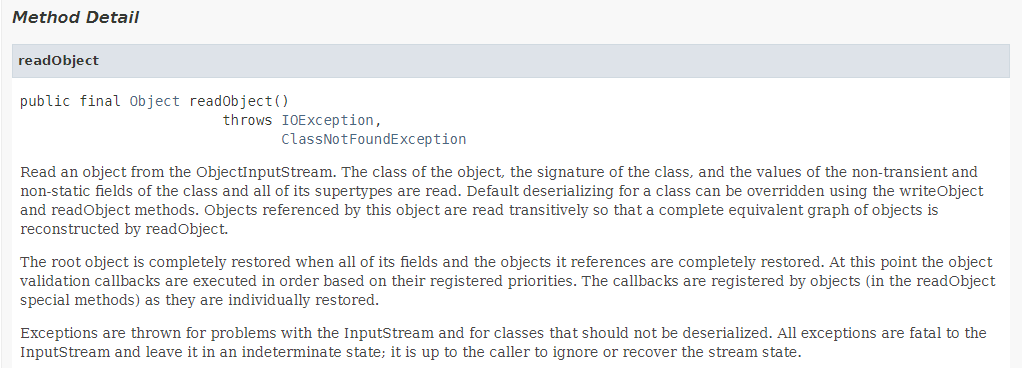 Method Detail
readObject
public final Object readObject()
throws IOException,
ClassNotFoundException
Read an object from the ObjectInputStream. The class of the object, the signature of the class, and the values of the non-transient and
non-static fields of the class and all of its supertypes are read. Default deserializing for a class can be overridden using the writeObject
and readObject methods. Objects referenced by this object are read transitively so that a complete equivalent graph of objects is
reconstructed by readObject.
The root object is completely restored when all of its fields and the objects it references are completely restored. At this point the object
validation callbacks are executed in order based on their registered priorities. The callbacks are registered by objects (in the readObject
special methods) as they are individually restored.
Exceptions are thrown for problems with the InputStream and for classes that should not be deserialized. All exceptions are fatal to the
InputStream and leave it in an indeterminate state; it is up to the caller to ignore or recover the stream state.